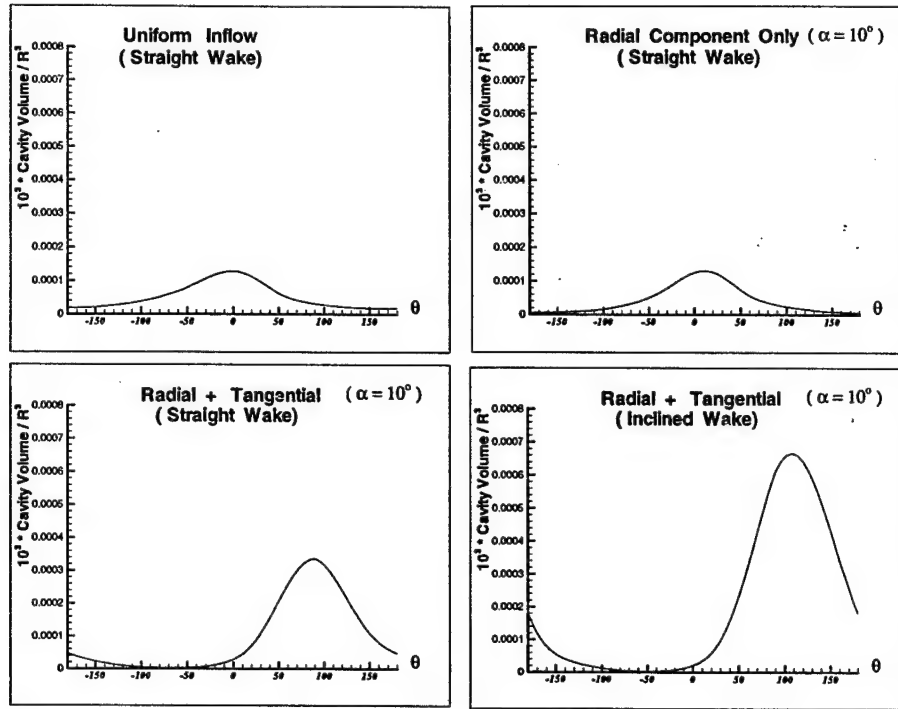 Uniform Inflow
( Straight Wake)
10³ * Cavity Volume / R³
0.0008
0.0007
0.0006
0.0005
0.0004
0.0003
0.0002
0.0001
0
-150 -100 -50 0 50 100 150 θ
Radial Component Only ( α = 10° )
(Straight Wake)
10³ * Cavity Volume / R³
0.0008
0.0007
0.0006
0.0005
0.0004
0.0003
0.0002
0.0001
0
-150 -100 -50 0 50 100 150 θ
Radial + Tangential ( α = 10° )
(Straight Wake)
10³ * Cavity Volume / R³
0.0008
0.0007
0.0006
0.0005
0.0004
0.0003
0.0002
0.0001
0
-150 -100 -50 0 50 100 150 θ
Radial + Tangential ( α = 10° )
( Inclined Wake)
10³ * Cavity Volume / R³
0.0008
0.0007
0.0006
0.0005
0.0004
0.0003
0.0002
0.0001
0
-150 -100 -50 0 50 100 150 θ